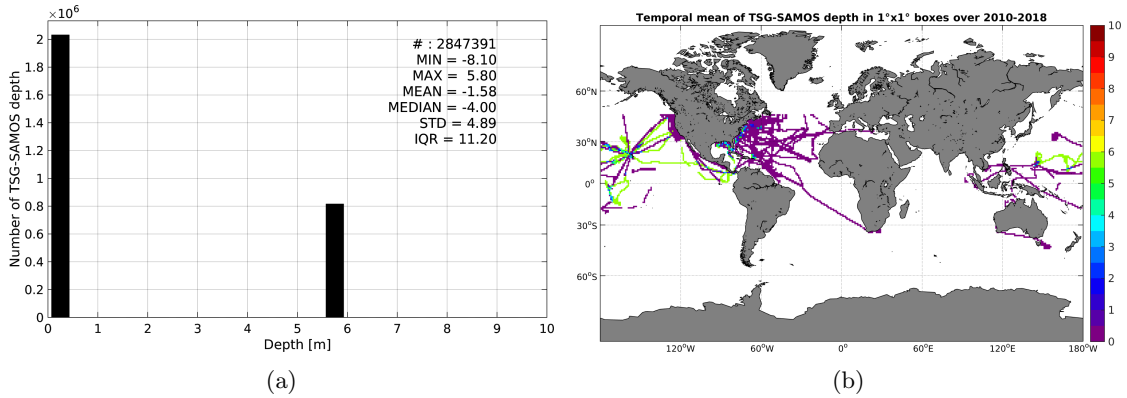 ×10⁶
2
1.8
1.6
1.4
1.2
1
0.8
0.6
0.4
0.2
0
Number of TSG-SAMOS depth
# : 2847391
MIN = -8.10
MAX = 5.80
MEAN = -1.58
MEDIAN = -4.00
STD = 4.89
IQR = 11.20
0 1 2 3 4 5 6 7 8 9 10
Depth [m]
(a)
Temporal mean of TSG-SAMOS depth in 1°x1° boxes over 2010-2018
60°N
30°N
0°
30°S
60°S
120°W 60°W 0° 60°E 120°E 180°W
10
9
8
7
6
5
4
3
2
1
0
(b)